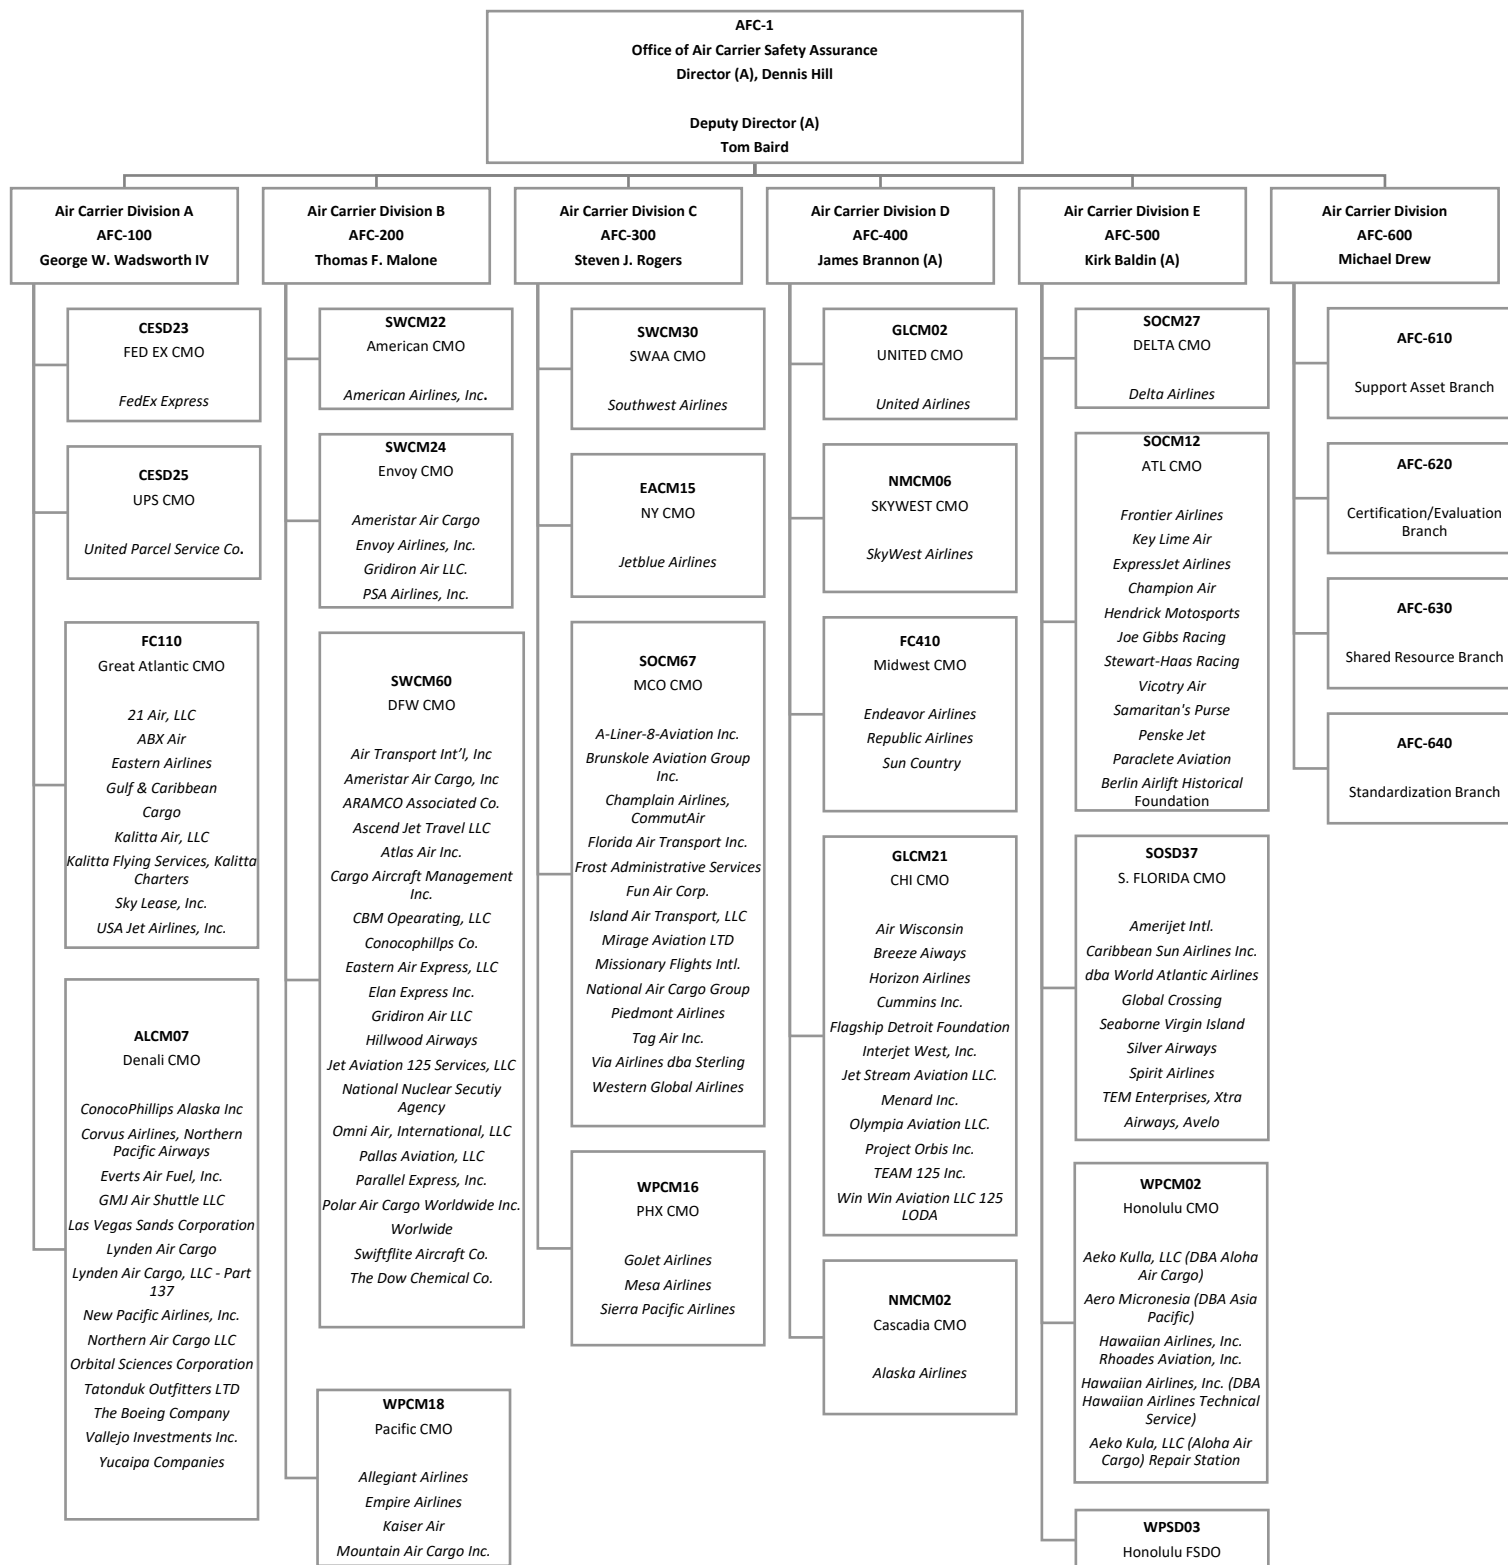 AFC-1
Office of Air Carrier Safety Assurance
Director (A), Dennis Hill
Deputy Director (A)
Tom Baird
Air Carrier Division A
AFC-100
George W. Wadsworth IV
CESD23
FED EX CMO
FedEx Express
CESD25
UPS CMO
United Parcel Service Co.
FC110
Great Atlantic CMO
21 Air, LLC
ABX Air
Eastern Airlines
Gulf & Caribbean
Cargo
Kalitta Air, LLC
Kalitta Flying Services, Kalitta
Charters
Sky Lease, Inc.
USA Jet Airlines, Inc.
ALCM07
Denali CMO
ConocoPhillips Alaska Inc
Corvus Airlines, Northern
Pacific Airways
Everts Air Fuel, Inc.
GMJ Air Shuttle LLC
Las Vegas Sands Corporation
Lynden Air Cargo
Lynden Air Cargo, LLC - Part
137
New Pacific Airlines, Inc.
Northern Air Cargo LLC
Orbital Sciences Corporation
Tatonduk Outfitters LTD
The Boeing Company
Vallejo Investments Inc.
Yucaipa Companies
Air Carrier Division B
AFC-200
Thomas F. Malone
SWCM22
American CMO
American Airlines, Inc.
SWCM24
Envoy CMO
Ameristar Air Cargo
Envoy Airlines, Inc.
Gridiron Air LLC.
PSA Airlines, Inc.
SWCM60
DFW CMO
Air Transport Int’l, Inc
Ameristar Air Cargo, Inc
ARAMCO Associated Co.
Ascend Jet Travel LLC
Atlas Air Inc.
Cargo Aircraft Management
Inc.
CBM Opearating, LLC
Conocophillps Co.
Eastern Air Express, LLC
Elan Express Inc.
Gridiron Air LLC
Hillwood Airways
Jet Aviation 125 Services, LLC
National Nuclear Secutiy
Agency
Omni Air, International, LLC
Pallas Aviation, LLC
Parallel Express, Inc.
Polar Air Cargo Worldwide Inc.
Worlwide
Swiftflite Aircraft Co.
The Dow Chemical Co.
WPCM18
Pacific CMO
Allegiant Airlines
Empire Airlines
Kaiser Air
Mountain Air Cargo Inc.
Air Carrier Division C
AFC-300
Steven J. Rogers
SWCM30
SWAA CMO
Southwest Airlines
EACM15
NY CMO
Jetblue Airlines
SOCM67
MCO CMO
A-Liner-8-Aviation Inc.
Brunskole Aviation Group
Inc.
Champlain Airlines,
CommutAir
Florida Air Transport Inc.
Frost Administrative Services
Fun Air Corp.
Island Air Transport, LLC
Mirage Aviation LTD
Missionary Flights Intl.
National Air Cargo Group
Piedmont Airlines
Tag Air Inc.
Via Airlines dba Sterling
Western Global Airlines
WPCM16
PHX CMO
GoJet Airlines
Mesa Airlines
Sierra Pacific Airlines
Air Carrier Division D
AFC-400
James Brannon (A)
GLCM02
UNITED CMO
United Airlines
NMCM06
SKYWEST CMO
SkyWest Airlines
FC410
Midwest CMO
Endeavor Airlines
Republic Airlines
Sun Country
GLCM21
CHI CMO
Air Wisconsin
Breeze Aiways
Horizon Airlines
Cummins Inc.
Flagship Detroit Foundation
Interjet West, Inc.
Jet Stream Aviation LLC.
Menard Inc.
Olympia Aviation LLC.
Project Orbis Inc.
TEAM 125 Inc.
Win Win Aviation LLC 125
LODA
NMCM02
Cascadia CMO
Alaska Airlines
Air Carrier Division E
AFC-500
Kirk Baldin (A)
SOCM27
DELTA CMO
Delta Airlines
SOCM12
ATL CMO
Frontier Airlines
Key Lime Air
ExpressJet Airlines
Champion Air
Hendrick Motosports
Joe Gibbs Racing
Stewart-Haas Racing
Vicotry Air
Samaritan's Purse
Penske Jet
Paraclete Aviation
Berlin Airlift Historical
Foundation
SOSD37
S. FLORIDA CMO
Amerijet Intl.
Caribbean Sun Airlines Inc.
dba World Atlantic Airlines
Global Crossing
Seaborne Virgin Island
Silver Airways
Spirit Airlines
TEM Enterprises, Xtra
Airways, Avelo
WPCM02
Honolulu CMO
Aeko Kulla, LLC (DBA Aloha
Air Cargo)
Aero Micronesia (DBA Asia
Pacific)
Hawaiian Airlines, Inc.
Rhoades Aviation, Inc.
Hawaiian Airlines, Inc. (DBA
Hawaiian Airlines Technical
Service)
Aeko Kula, LLC (Aloha Air
Cargo) Repair Station
WPSD03
Honolulu FSDO
Air Carrier Division
AFC-600
Michael Drew
AFC-610
Support Asset Branch
AFC-620
Certification/Evaluation
Branch
AFC-630
Shared Resource Branch
AFC-640
Standardization Branch